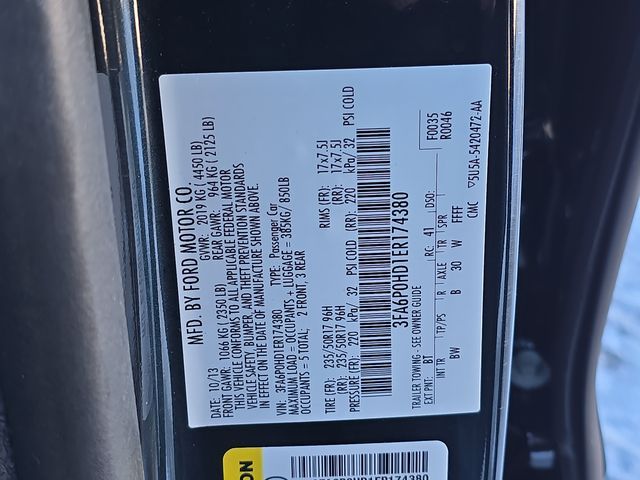 MFD. BY FORD MOTOR CO.
10/13 GVWR: 2019 KG ( 4450 LB)
FRONT GAWR: 1066 KG ( 2350 LB) REAR GAWR: 964 KG ( 2125 LB)
THIS VEHICLE CONFORMS TO ALL APPLICABLE FEDERAL MOTOR
VEHICLE SAFETY, BUMPER, AND THEFT PREVENTION STANDARDS
IN EFFECT ON THE DATE OF MANUFACTURE SHOWN ABOVE.
VIN: 3FA6P0HD1ER174380 TYPE: Passenger Car
MAXIMUM LOAD = OCCUPANTS + LUGGAGE = 385KG/ 850LB
OCCUPANTS = 5 TOTAL: 2 FRONT, 3 REAR
TIRE (FR): 235/50R17 96H RIMS (FR): 17x7.5J
(RR): 235/50R17 96H (RR): 17x7.5J
PRESSURE (FR): 220 kPa/ 32 PSI COLD (RR): 220 kPa/ 32 PSI COLD
3FA6P0HD1ER174380
F0035
R0046
TRAILER TOWING - SEE OWNER GUIDE
EXT PNT: BT RC: 41 DSO:
INT TR TP/PS R AXLE TR SPR
BW B 30 W FFFF
CMC ▽5U5A-5420472-AA
3FA6P0HD1ER174380